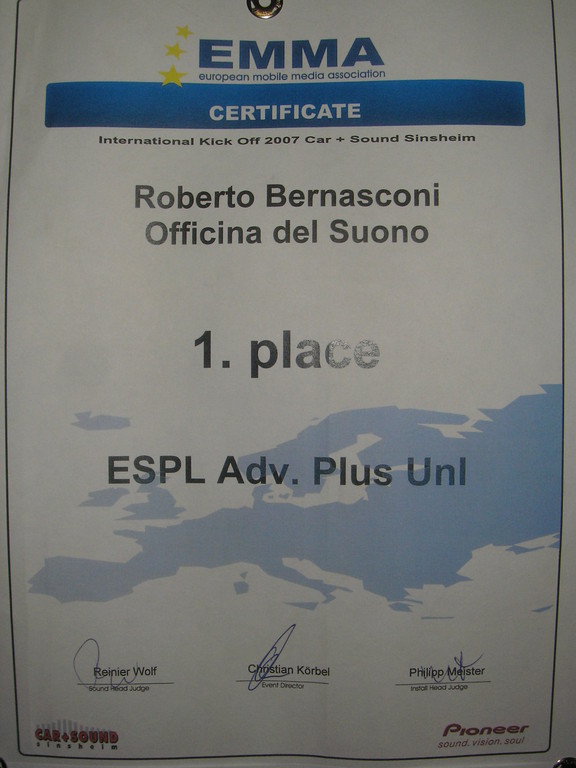 EMMA
european mobile media association
CERTIFICATE
International Kick Off 2007 Car + Sound Sinsheim
Roberto Bernasconi
Officina del Suono
1. place
ESPL Adv. Plus Unl
Reinier Wolf
Sound Head Judge
Christian Körbel
Event Director
Philipp Meister
Install Head Judge
CAR+SOUND
sinsheim
Pioneer
sound.vision.soul